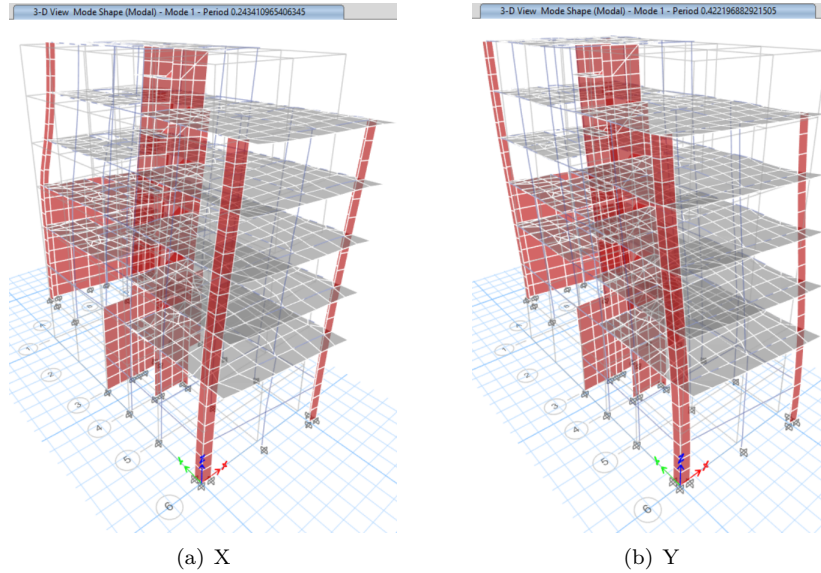 3-D View Mode Shape (Modal) - Mode 1 - Period 0.243410965406345
3-D View Mode Shape (Modal) - Mode 1 - Period 0.422196882921505
2
3
4
5
6
X
2
3
4
5
6
X
(a) X
(b) Y